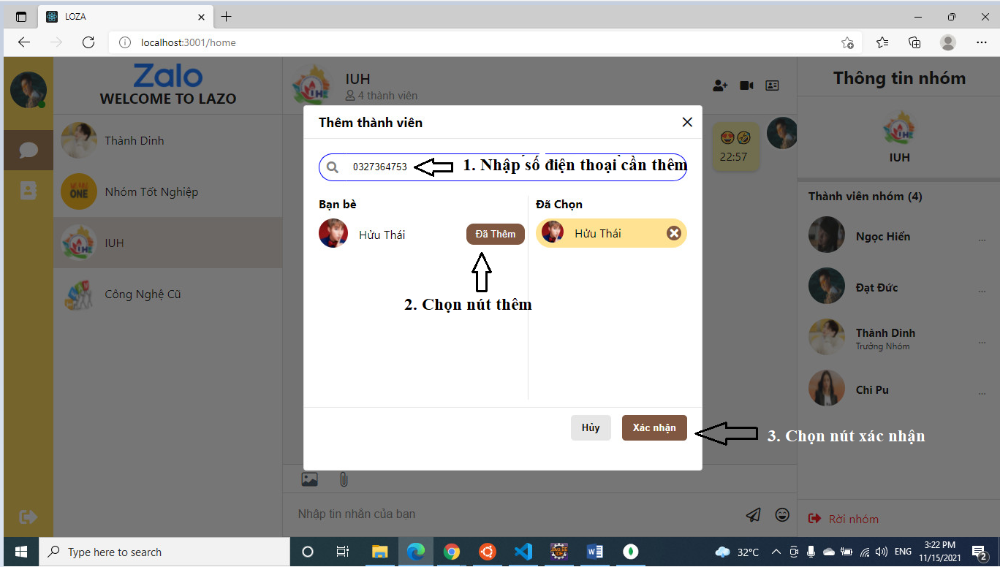 LOZA
localhost:3001/home
Zalo
WELCOME TO LAZO
Thành Dinh
Nhóm Tốt Nghiệp
IUH
Công Nghệ Cũ
IUH
4 thành viên
22:57
Thêm thành viên
0327364753
1. Nhập số điện thoại cần thêm
Bạn bè
Hửu Thái
Đã Thêm
2. Chọn nút thêm
Đã Chọn
Hửu Thái
Hủy
Xác nhận
3. Chọn nút xác nhận
Nhập tin nhắn của bạn
Thông tin nhóm
IUH
Thành viên nhóm (4)
Ngọc Hiển
...
Đạt Đức
...
Thành Dinh
Trưởng Nhóm
...
Chi Pu
...
Rời nhóm
Type here to search
32°C
ENG
3:22 PM
11/15/2021
2